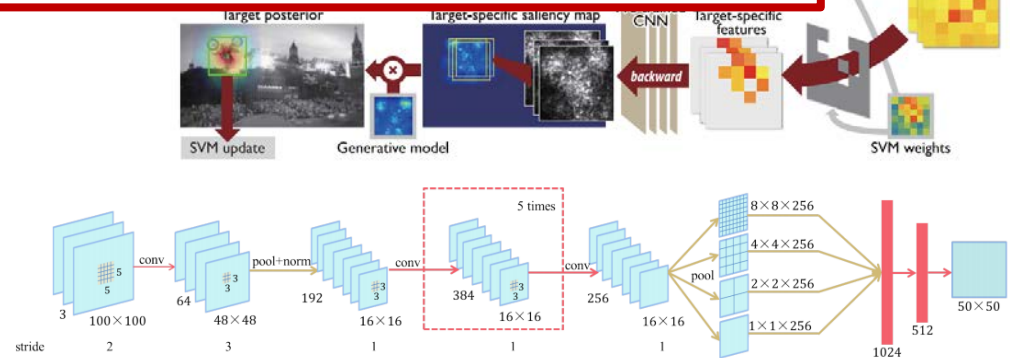 Target posterior
Target-specific saliency map
CNN
Target-specific
features
backward
SVM update
Generative model
SVM weights
5 times
conv
pool+norm
conv
conv
pool
8×8×256
4×4×256
2×2×256
1×1×256
5
5
3
3
3
3
3
3
3
100×100
64
48×48
192
16×16
384
16×16
256
16×16
1024
512
50×50
stride
2
3
1
1
1